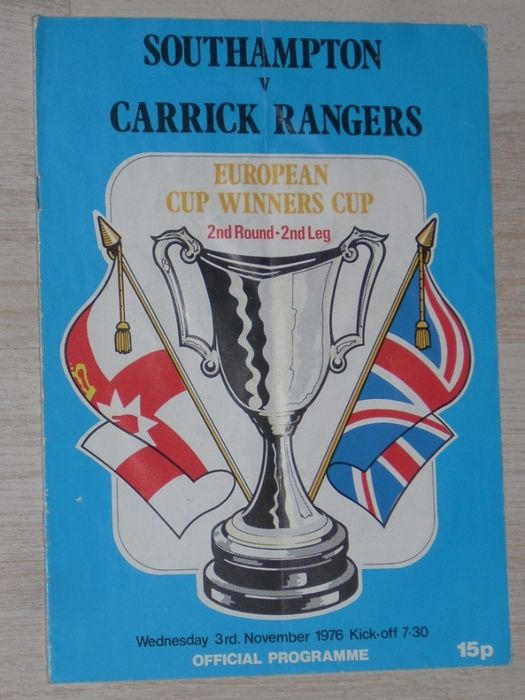 SOUTHAMPTON
V
CARRICK RANGERS
EUROPEAN
CUP WINNERS CUP
2nd Round-2nd Leg
Wednesday 3rd. November 1976 Kick-off 7-30
OFFICIAL PROGRAMME
15p